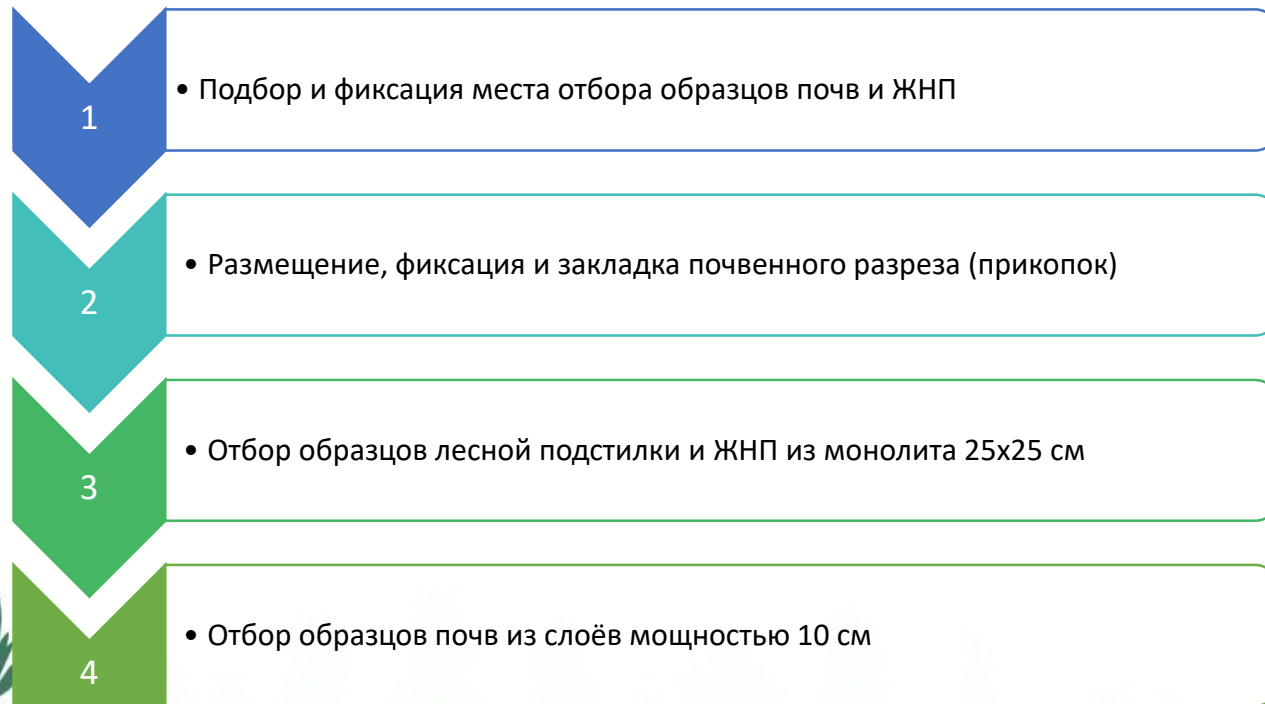 1
• Подбор и фиксация места отбора образцов почв и ЖНП
2
• Размещение, фиксация и закладка почвенного разреза (прикопок)
3
• Отбор образцов лесной подстилки и ЖНП из монолита 25х25 см
4
• Отбор образцов почв из слоёв мощностью 10 см